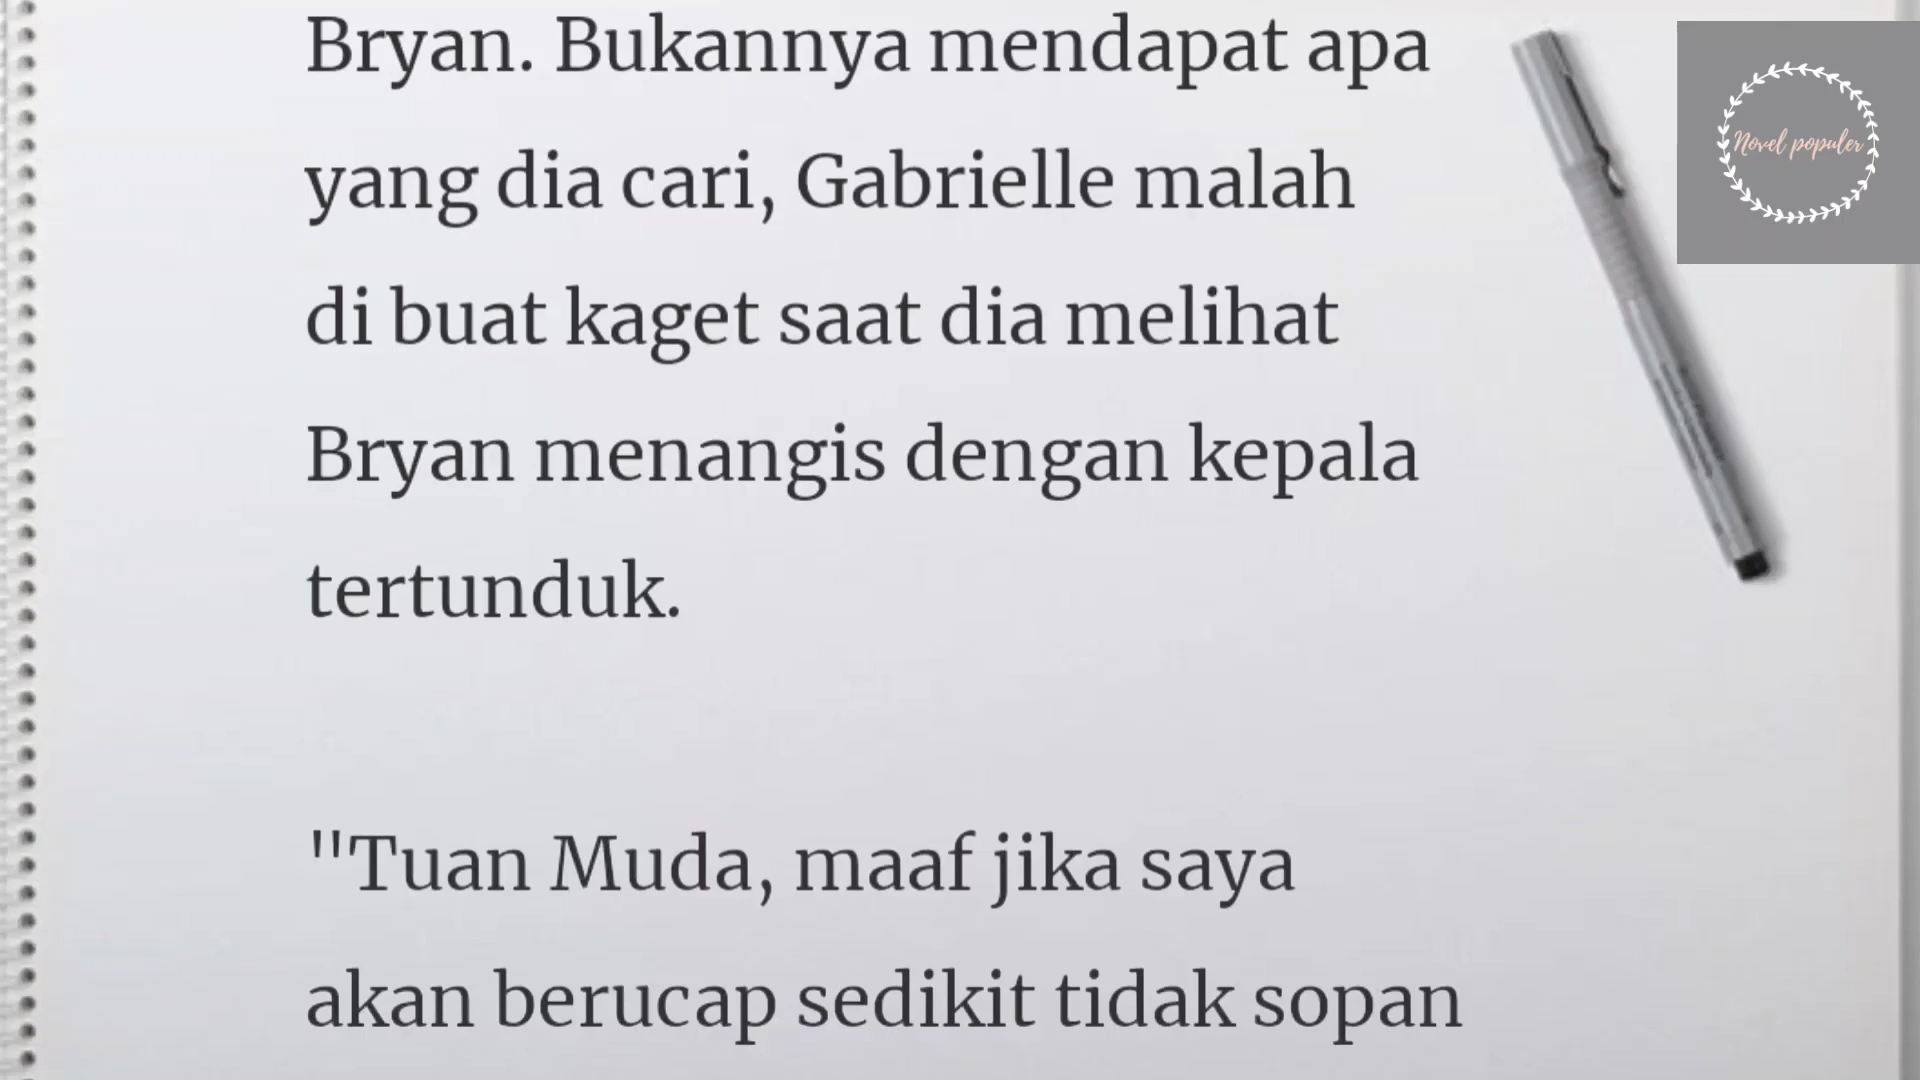 Bryan. Bukannya mendapat apa
yang dia cari, Gabrielle malah
di buat kaget saat dia melihat
Bryan menangis dengan kepala
tertunduk.
"Tuan Muda, maaf jika saya
akan berucap sedikit tidak sopan
Novel populer